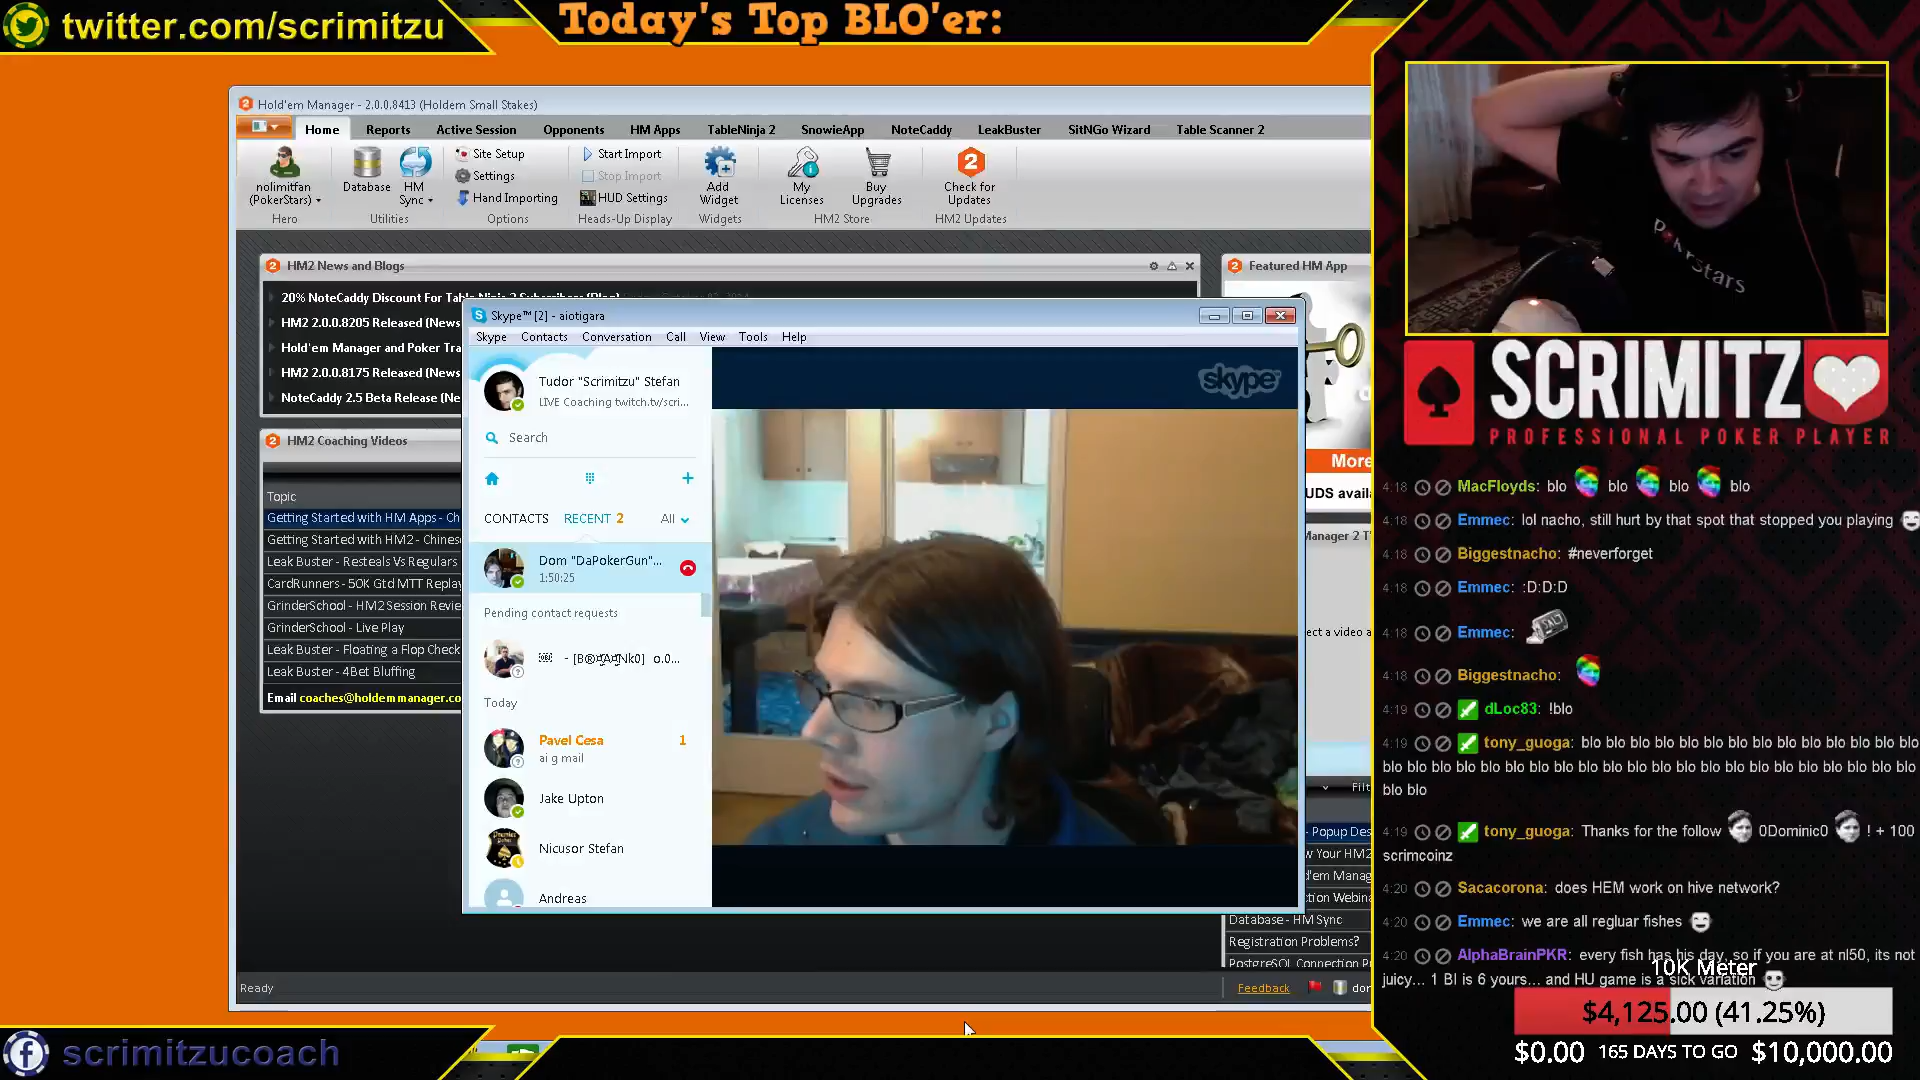 twitter.com/scrimitzu
Today's Top BLO'er:
Hold'em Manager - 2.0.0.8413 (Holdem Small Stakes)
Home Reports Active Session Opponents HM Apps TableNinja 2 SnowieApp NoteCaddy LeakBuster SitNGo Wizard Table Scanner 2
nolimitfan
(PokerStars)
Hero
Database
HM
Sync
Utilities
Site Setup
Settings
Hand Importing
Options
Start Import
Stop Import
HUD Settings
Heads-Up Display
Add
Widget
Widgets
My
Licenses
Buy
Upgrades
HM2 Store
Check for
Updates
HM2 Updates
HM2 News and Blogs
20% NoteCaddy Discount For
HM2 2.0.0.8205 Released (News
Hold'em Manager and Poker Tra
HM2 2.0.0.8175 Released (News
NoteCaddy 2.5 Beta Release (Ne
Featured HM App
More
UDS avail
HM2 Coaching Videos
Topic
Getting Started with HM Apps - Ch
Getting Started with HM2 - Chines
Leak Buster - Resteals Vs Regulars
CardRunners - 50K Gtd MTT Replay
GrinderSchool - HM2 Session Revie
GrinderSchool - Live Play
Leak Buster - Floating a Flop Check
Leak Buster - 4Bet Bluffing
Email coaches@holdemmanager.co
Skype™ [2] - aiotigara
Skype Contacts Conversation Call View Tools Help
Tudor "Scrimitzu" Stefan
LIVE Coaching twitch.tv/scri...
Search
CONTACTS RECENT 2 All
Dom "DaPokerGun"...
1:50:25
Pending contact requests
o.0...
Today
Pavel Cesa 1
ai g mail
Jake Upton
Nicusor Stefan
Andreas
skype
Manager 2 T
ect a video a
Filt
- Popup Des
w Your HM2
d'em Manag
ction Webina
Database - HM Sync
Registration Problems?
PostgreSQL Connection Pr
Ready
Feedback
don
PokerStars
SCRIMITZ
PROFESSIONAL POKER PLAYER
4:18 MacFloyds: blo blo blo blo
4:18 Emmec: lol nacho, still hurt by that spot that stopped you playing
4:18 Biggestnacho: #neverforget
4:18 Emmec: :D:D:D
4:18 Emmec: SALT
4:18 Biggestnacho:
4:19 dLoc83: !blo
4:19 tony_guoga: blo blo blo blo blo blo blo blo blo blo blo blo blo blo
blo blo blo blo blo blo blo blo blo blo blo blo blo blo blo blo blo blo blo blo blo blo
blo blo
4:19 tony_guoga: Thanks for the follow 0Dominic0 ! + 100
scrimcoinz
4:20 Sacacorona: does HEM work on hive network?
4:20 Emmec: we are all regluar fishes
4:20 AlphaBrainPKR: every fish has his day, so if you are at nl50, its not
juicy... 1 BI is 6 yours... and HU game is a sick variation
10K Meter
$4,125.00 (41.25%)
$0.00 165 DAYS TO GO $10,000.00
scrimitzucoach